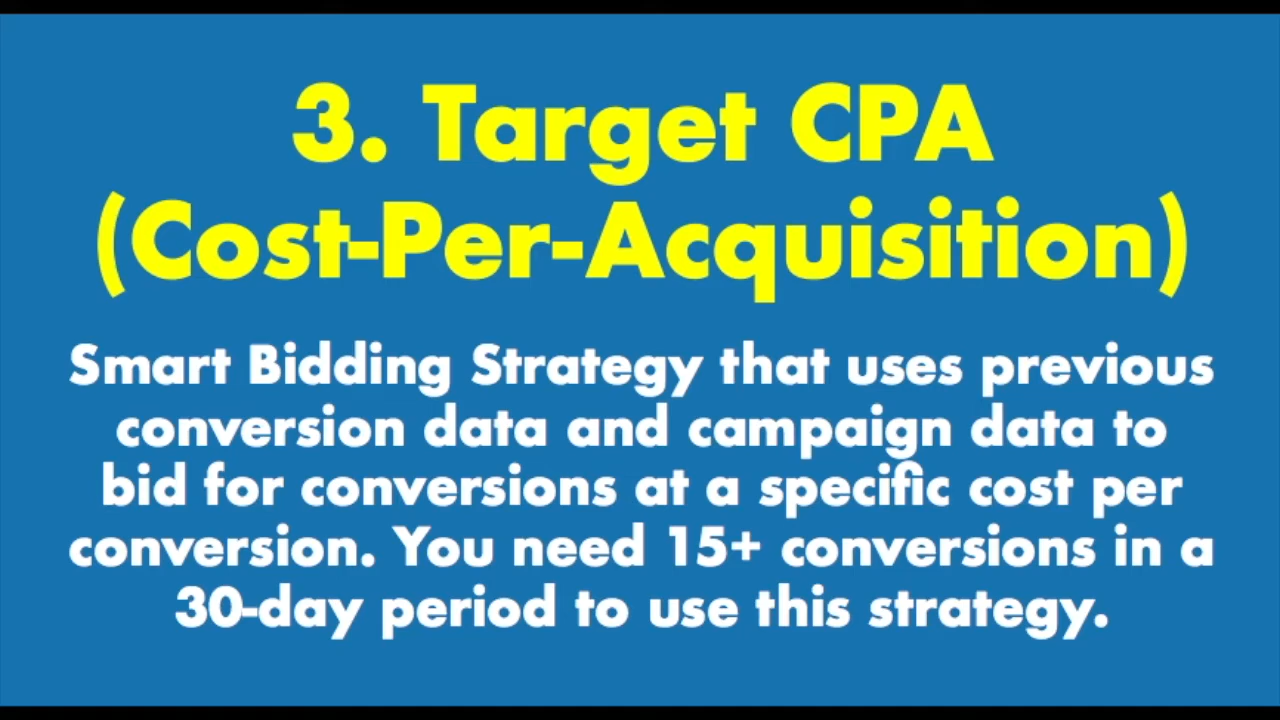 3. Target CPA
(Cost-Per-Acquisition)
Smart Bidding Strategy that uses previous
conversion data and campaign data to
bid for conversions at a specific cost per
conversion. You need 15+ conversions in a
30-day period to use this strategy.